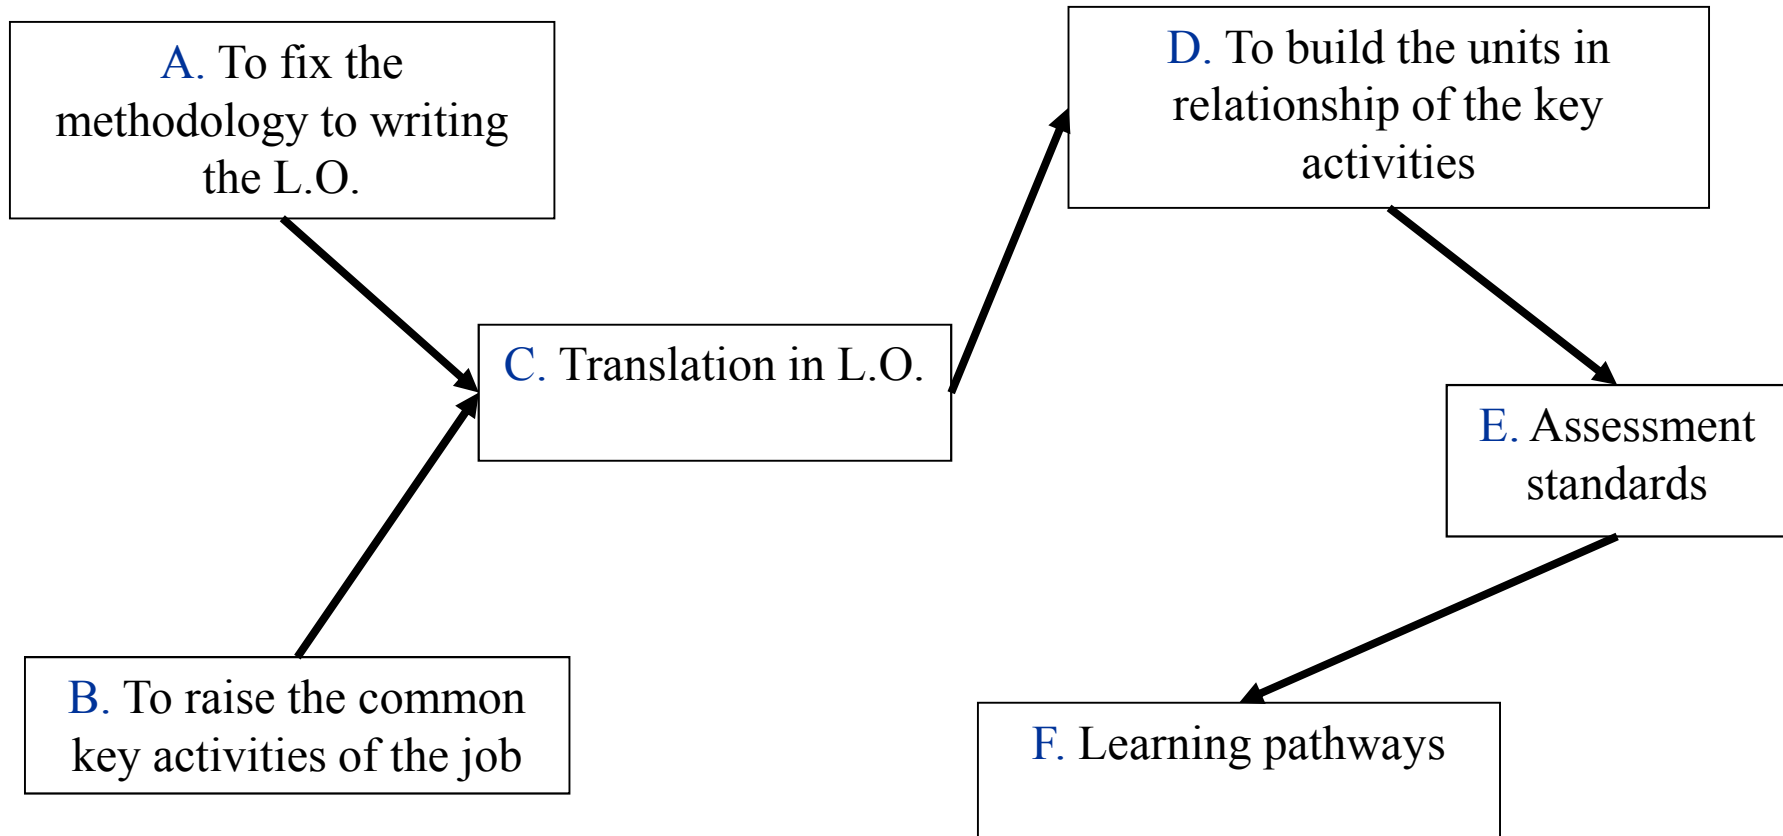 A. To fix the
methodology to writing
the L.O.
B. To raise the common
key activities of the job
C. Translation in L.O.
D. To build the units in
relationship of the key
activities
E. Assessment
standards
F. Learning pathways